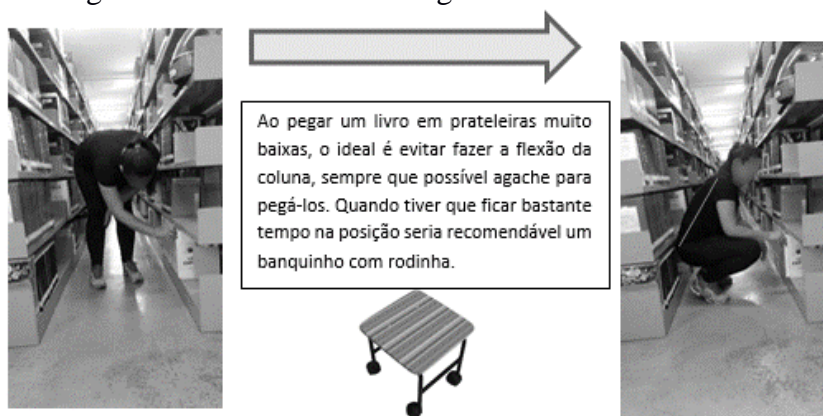 Ao pegar um livro em prateleiras muito
baixas, o ideal é evitar fazer a flexão da
coluna, sempre que possível agache para
pegá-los. Quando tiver que ficar bastante
tempo na posição seria recomendável um
banquinho com rodinha.